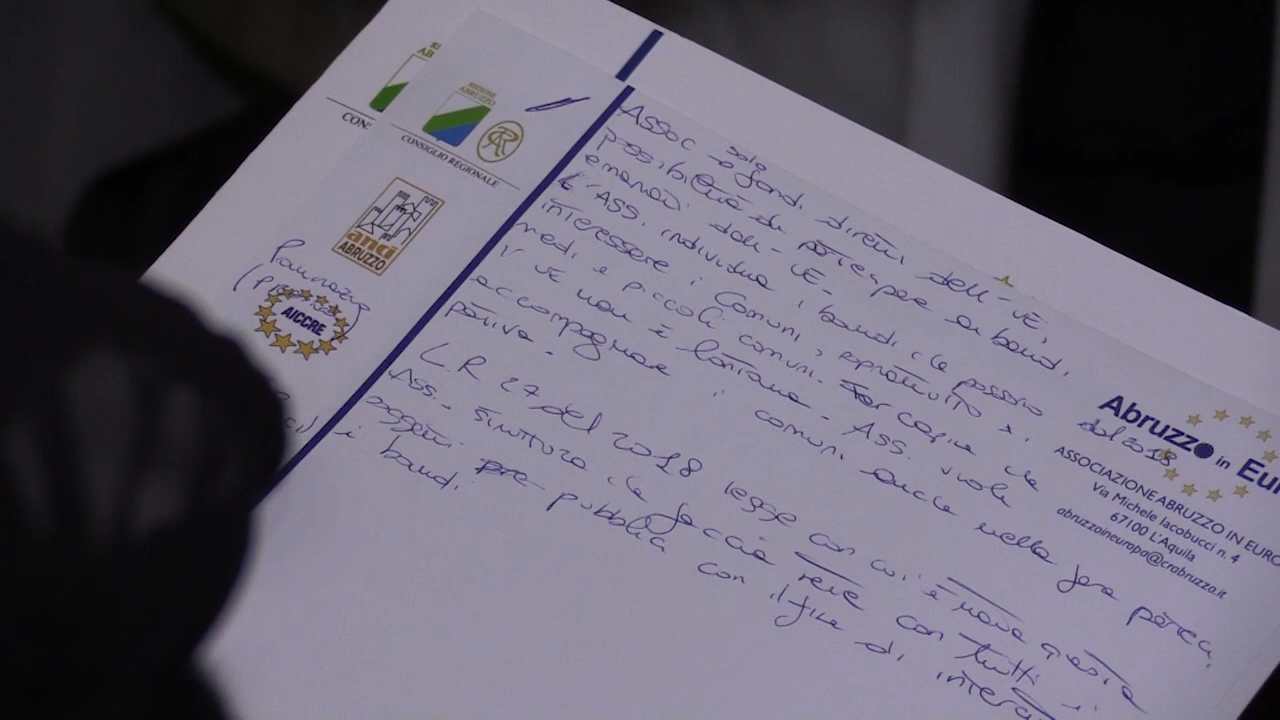 REGIONE
ABRUZZO
CONSIGLIO REGIONALE
CONS
anci
ABRUZZO
AICCRE
solo
Assoc → fondi diretti dell-UE,
possibilità di partecipare ai bandi
emanati dall-UE.
L'Ass. individua i bandi che possono
interessare i Comuni, soprattutto x i
medi e piccoli comuni. Far capire che
l'UE non è lontana - Ass. vuole
accompagnare i comuni anche nella fase
L.R 27 del 2018 legge con cui è nata questa
Ass. struttura che faccia rete con tutti i
soggetti pubblici con il fine di
i bandi.
Abruzzo in Eur
dal 2018
ASSOCIAZIONE ABRUZZO IN EURO
Via Michele Iacobucci n. 4
67100 L'Aquila
abruzzoineuropa@crabruzzo.it